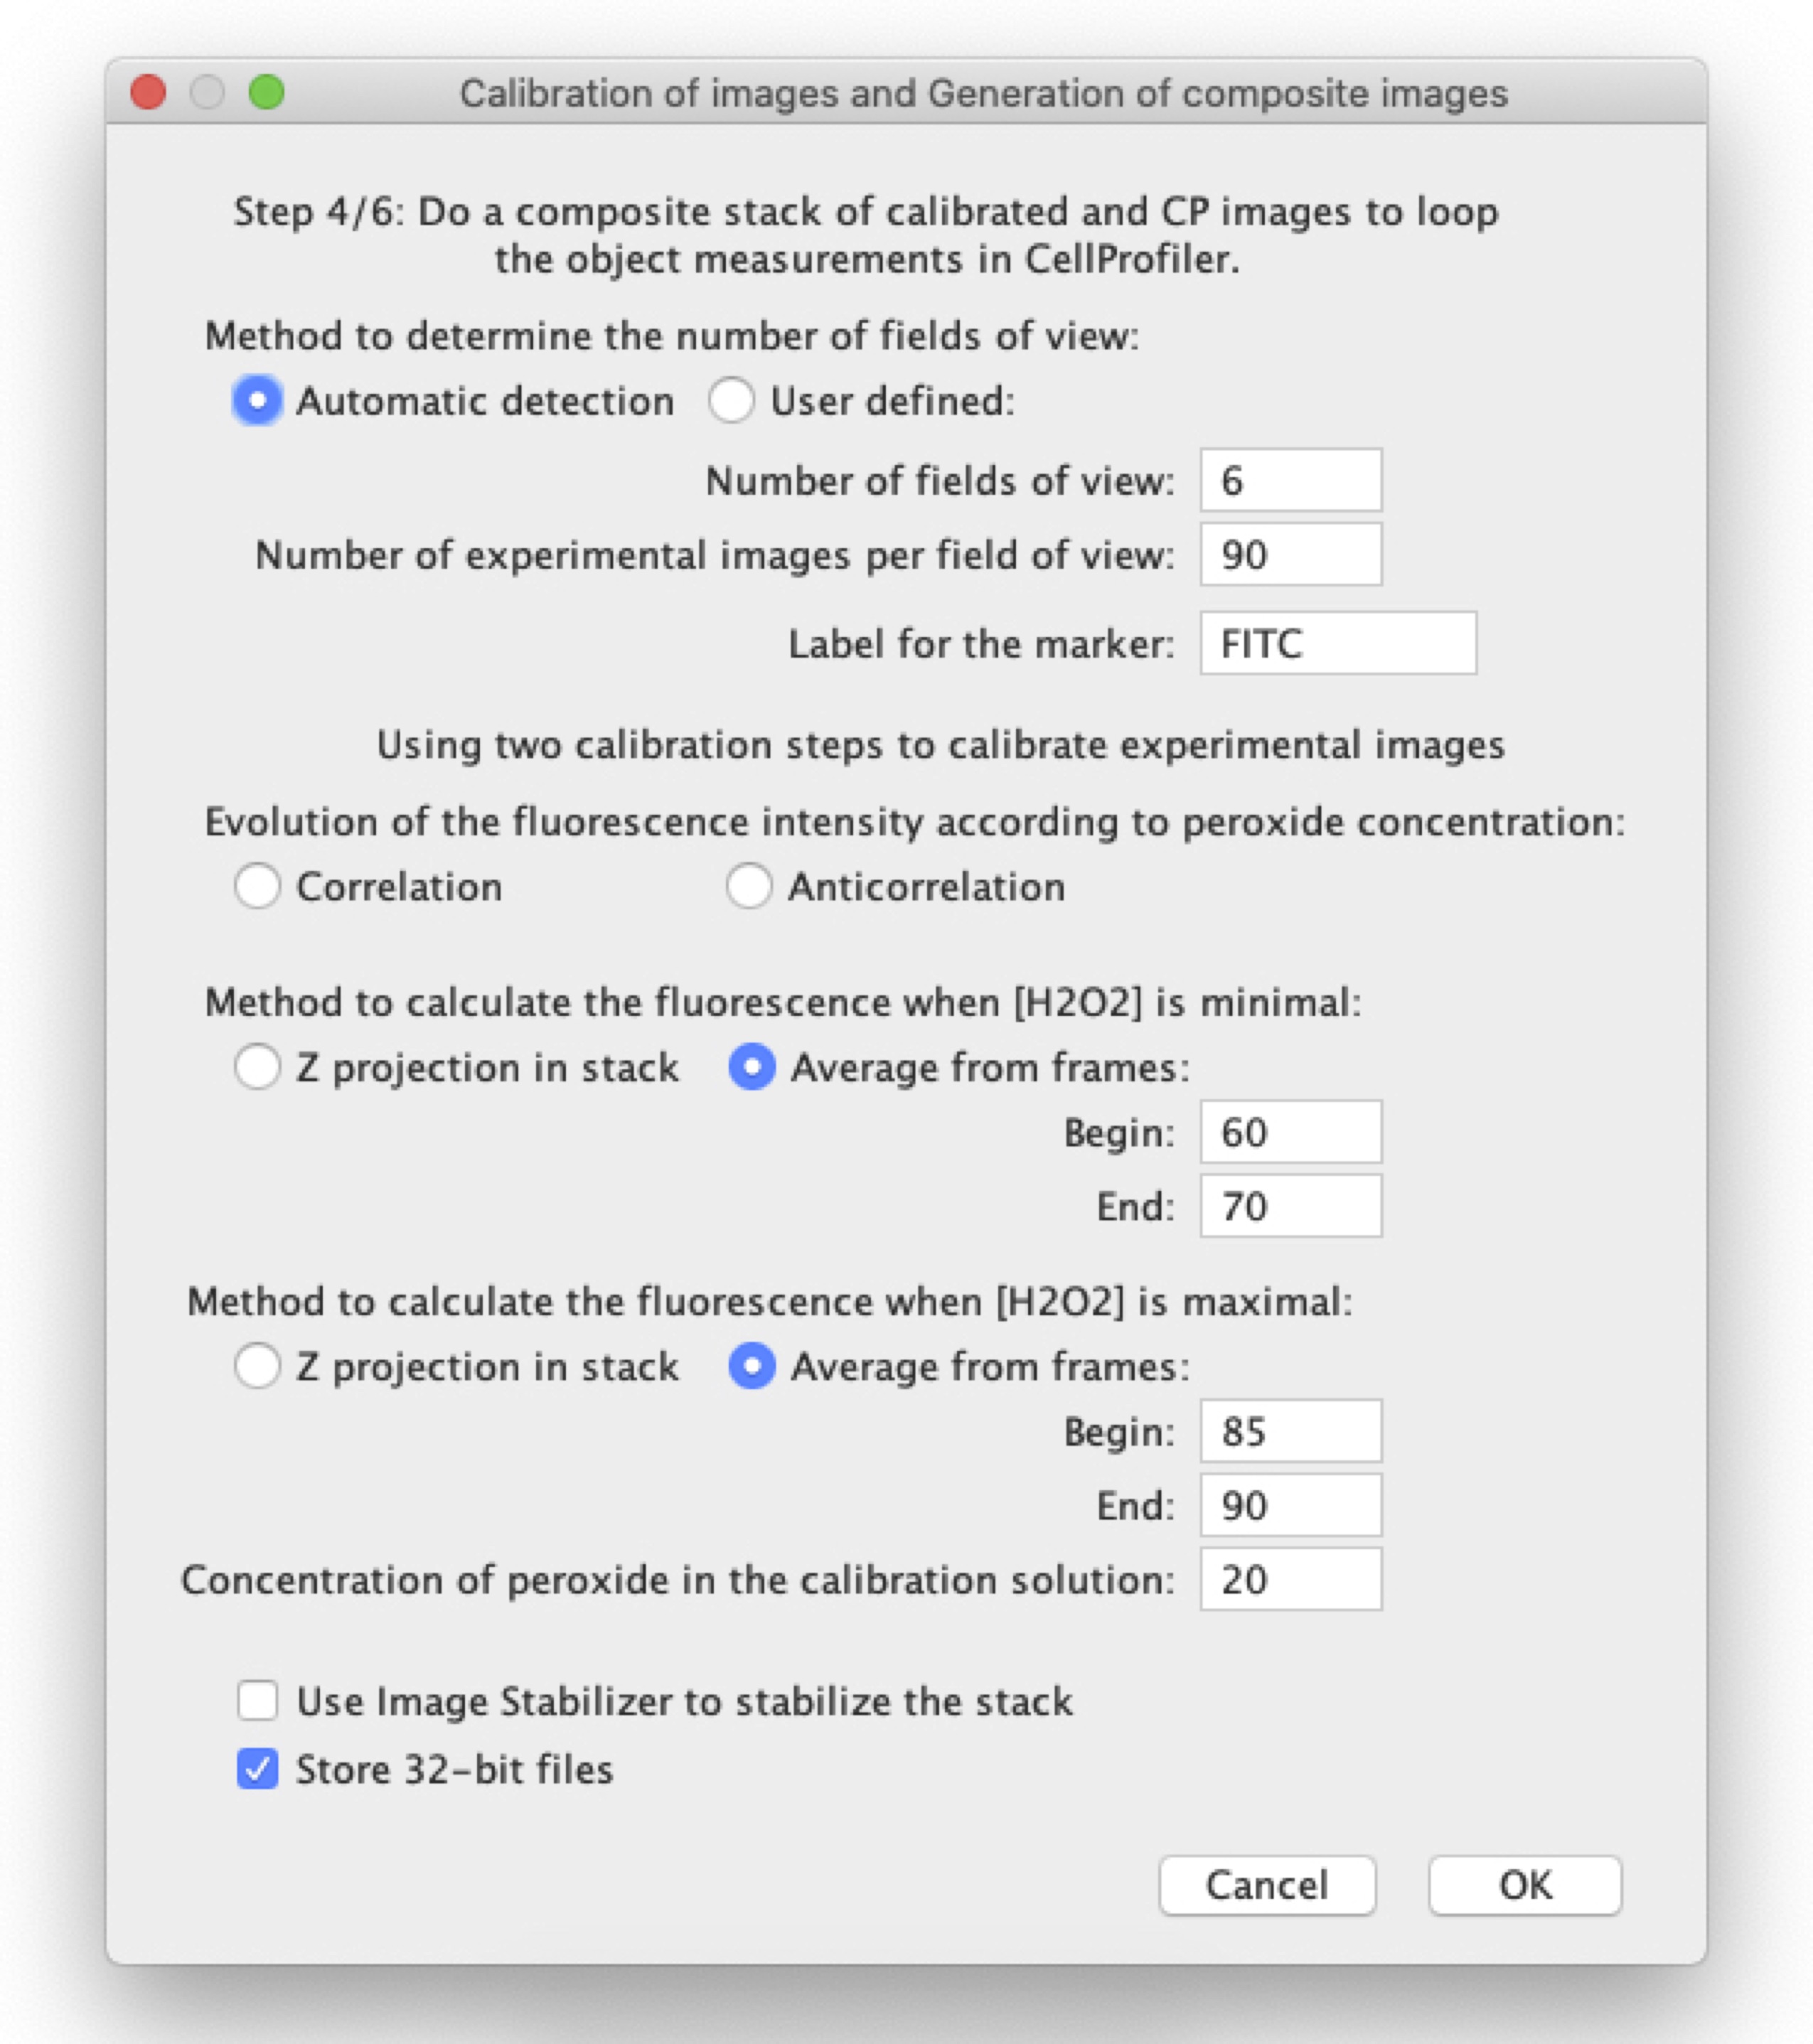 Calibration of images and Generation of composite images
Step 4/6: Do a composite stack of calibrated and CP images to loop
the object measurements in CellProfiler.
Method to determine the number of fields of view:
Automatic detection User defined:
Number of fields of view: 6
Number of experimental images per field of view: 90
Label for the marker: FITC
Using two calibration steps to calibrate experimental images
Evolution of the fluorescence intensity according to peroxide concentration:
Correlation Anticorrelation
Method to calculate the fluorescence when [H2O2] is minimal:
Z projection in stack Average from frames:
Begin: 60
End: 70
Method to calculate the fluorescence when [H2O2] is maximal:
Z projection in stack Average from frames:
Begin: 85
End: 90
Concentration of peroxide in the calibration solution: 20
Use Image Stabilizer to stabilize the stack
Store 32-bit files
Cancel OK